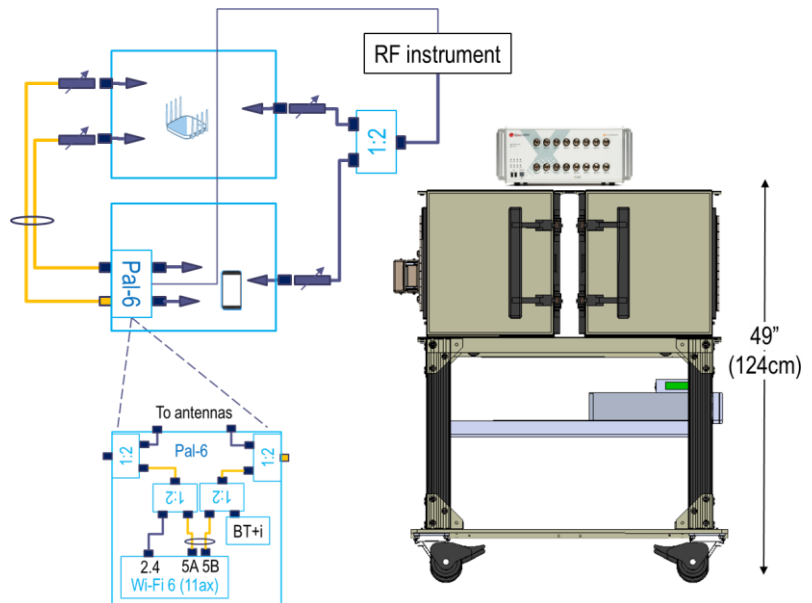 RF instrument
1:2
Pal-6
49”
(124cm)
To antennas
1:2
Pal-6
1:2
1:2
1:2
BT+i
2.4
5A 5B
Wi-Fi 6 (11ax)